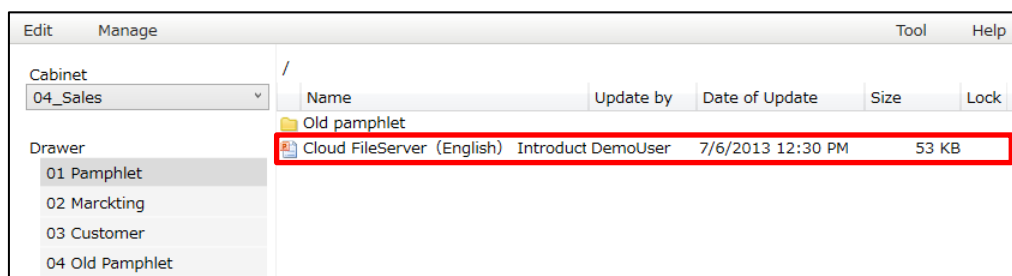 Edit Manage Tool Help
Cabinet
04_Sales
Drawer
01 Pamphlet
02 Marckting
03 Customer
04 Old Pamphlet
/
Name Update by Date of Update Size Lock
Old pamphlet
Cloud FileServer（English） Introduct DemoUser 7/6/2013 12:30 PM 53 KB